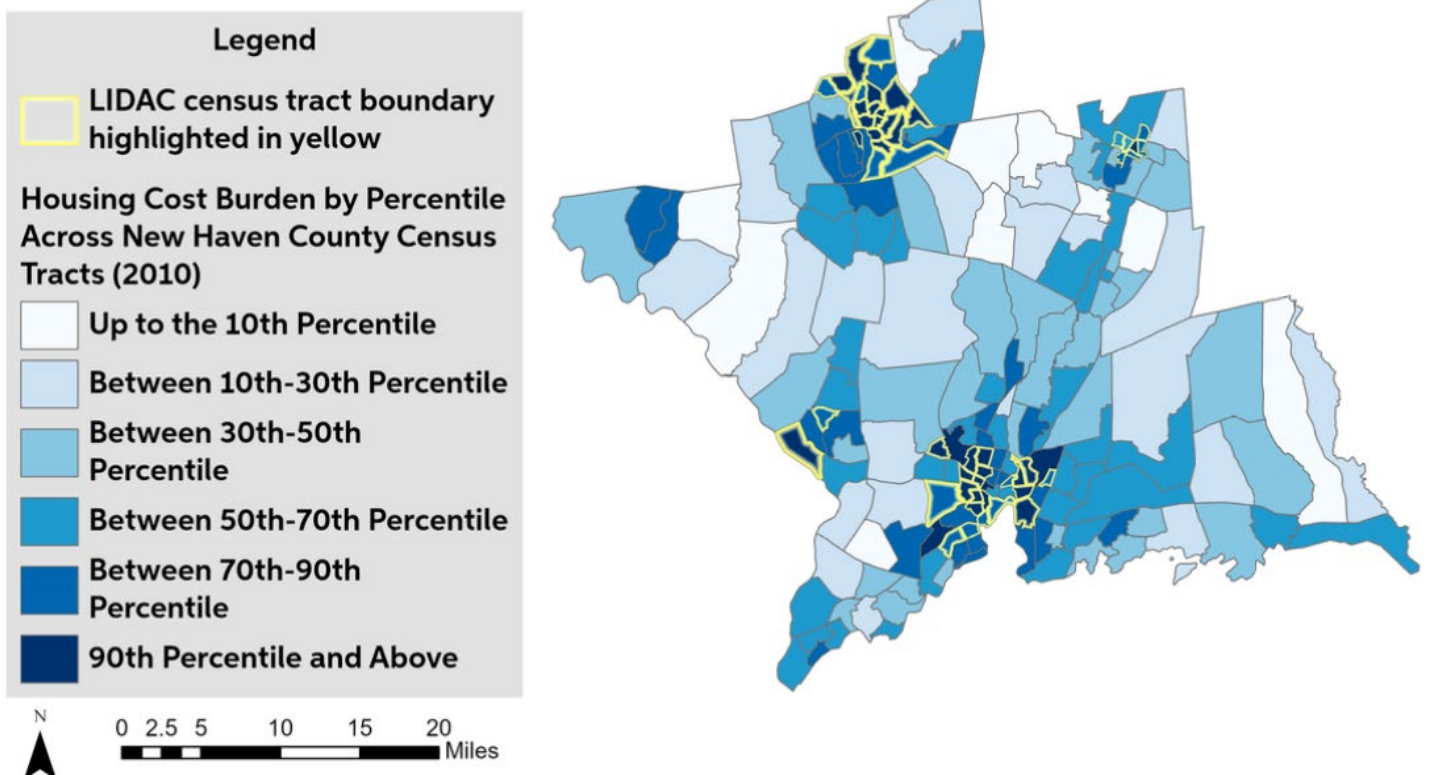 Legend
LIDAC census tract boundary
highlighted in yellow
Housing Cost Burden by Percentile
Across New Haven County Census
Tracts (2010)
Up to the 10th Percentile
Between 10th-30th Percentile
Between 30th-50th
Percentile
Between 50th-70th Percentile
Between 70th-90th
Percentile
90th Percentile and Above
N
0 2.5 5 10 15 20
Miles